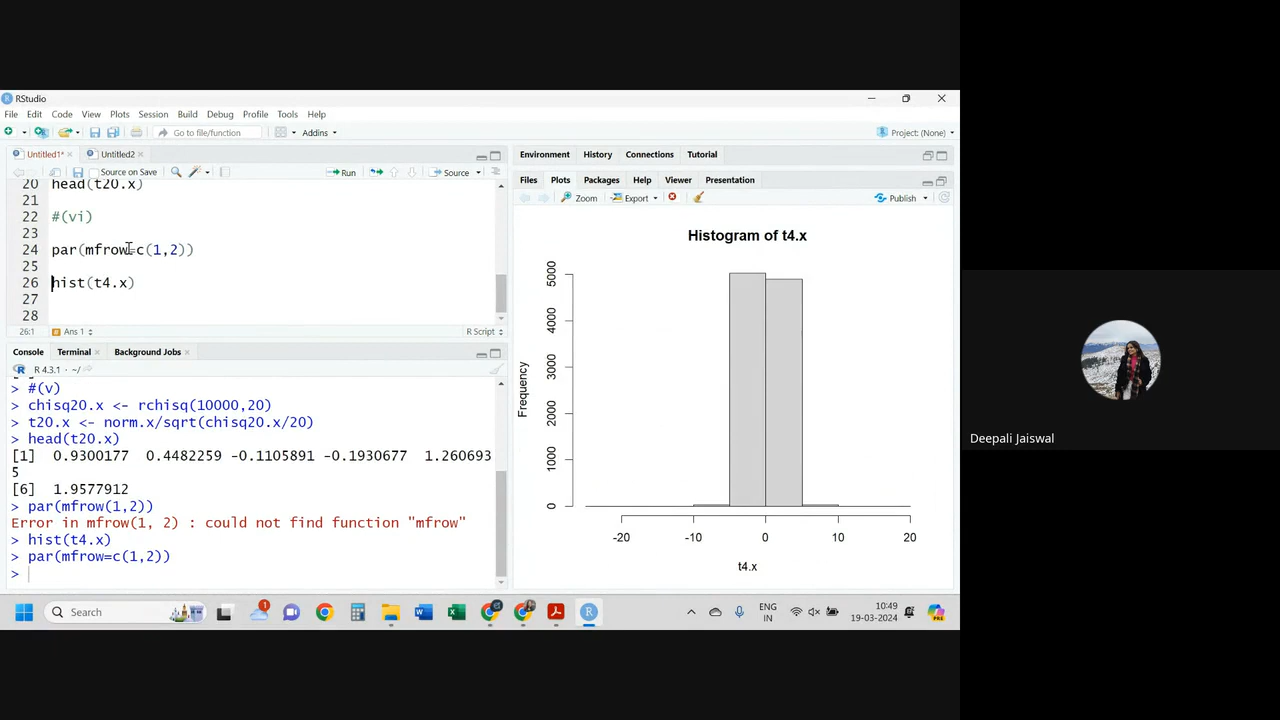 RStudio
File Edit Code View Plots Session Build Debug Profile Tools Help
Go to file/function Addins Project: (None)
Untitled1* Untitled2
Source on Save Run Source
20 head(t20.x)
21
22 #(vi)
23
24 par(mfrow=c(1,2))
25
26 hist(t4.x)
27
28
26:1 Ans 1 R Script
Console Terminal Background Jobs
R 4.3.1 · ~/
> #(v)
> chisq20.x <- rchisq(10000,20)
> t20.x <- norm.x/sqrt(chisq20.x/20)
> head(t20.x)
[1] 0.9300177 0.4482259 -0.1105891 -0.1930677 1.260693
5
[6] 1.9577912
> par(mfrow(1,2))
Error in mfrow(1, 2) : could not find function "mfrow"
> hist(t4.x)
> par(mfrow=c(1,2))
>
Environment History Connections Tutorial
Files Plots Packages Help Viewer Presentation
Zoom Export Publish
Histogram of t4.x
Frequency
5000
4000
3000
2000
1000
0
-20 -10 0 10 20
t4.x
Search
1
ENG
IN
10:49
19-03-2024
PRE
Deepali Jaiswal